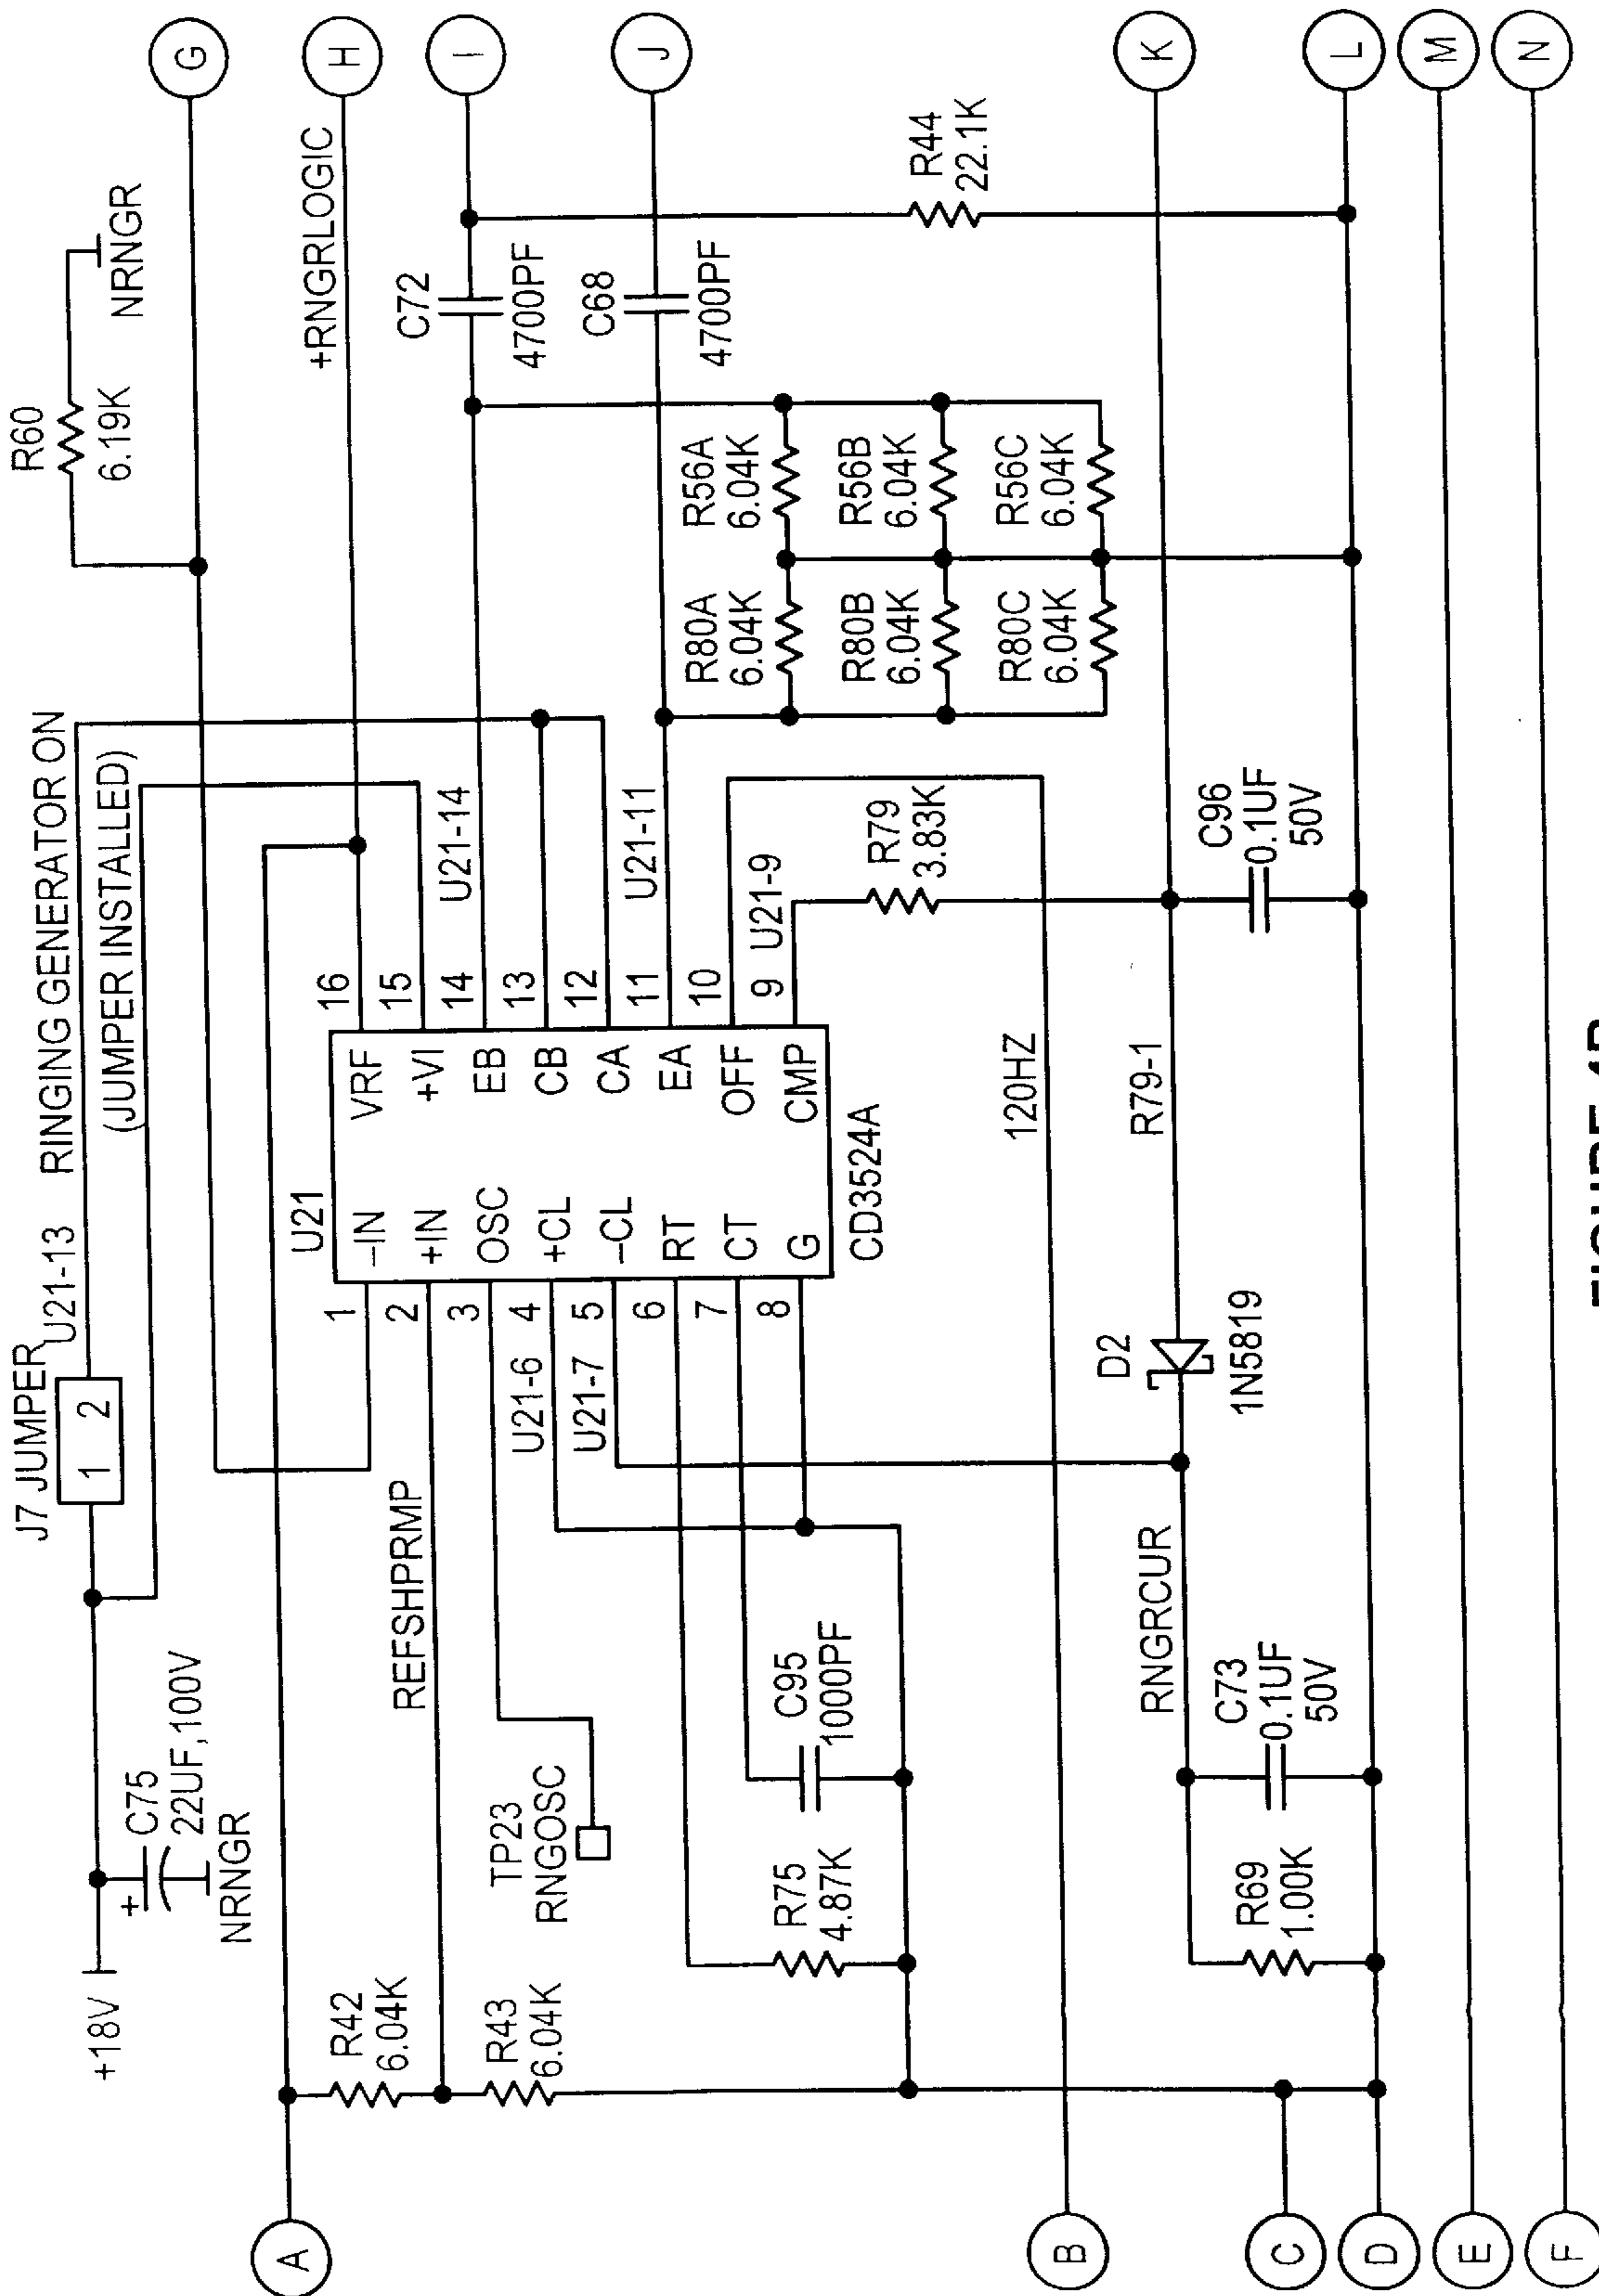 J7 JUMPER
1 2
U21-13 RINGING GENERATOR ON
(JUMPER INSTALLED)
R60
6.19K
NRNGR
G
+18V
+
C75
22UF,100V
NRNGR
A
R42
6.04K
REFSHPRMP
R43
6.04K
+RNGRLOGIC
H
U21
–IN
+IN
OSC
+CL
–CL
RT
CT
G
VRF
+VI
EB
CB
CA
EA
OFF
CMP
CD3524A
1
2
3
4
5
6
7
8
16
15
14
13
12
11
10
9
U21-6
U21-7
U21-14
U21-11
U21-9
TP23
RNGOSC
C72
4700PF
I
C68
4700PF
J
R75
4.87K
C95
1000PF
R80A
6.04K
R56A
6.04K
R80B
6.04K
R56B
6.04K
R80C
6.04K
R56C
6.04K
R44
22.1K
R79
3.83K
B
120HZ
RNGRCUR
D2
1N5819
R79-1
K
R69
1.00K
C73
0.1UF
50V
C96
0.1UF
50V
C
D
L
E
M
F
N